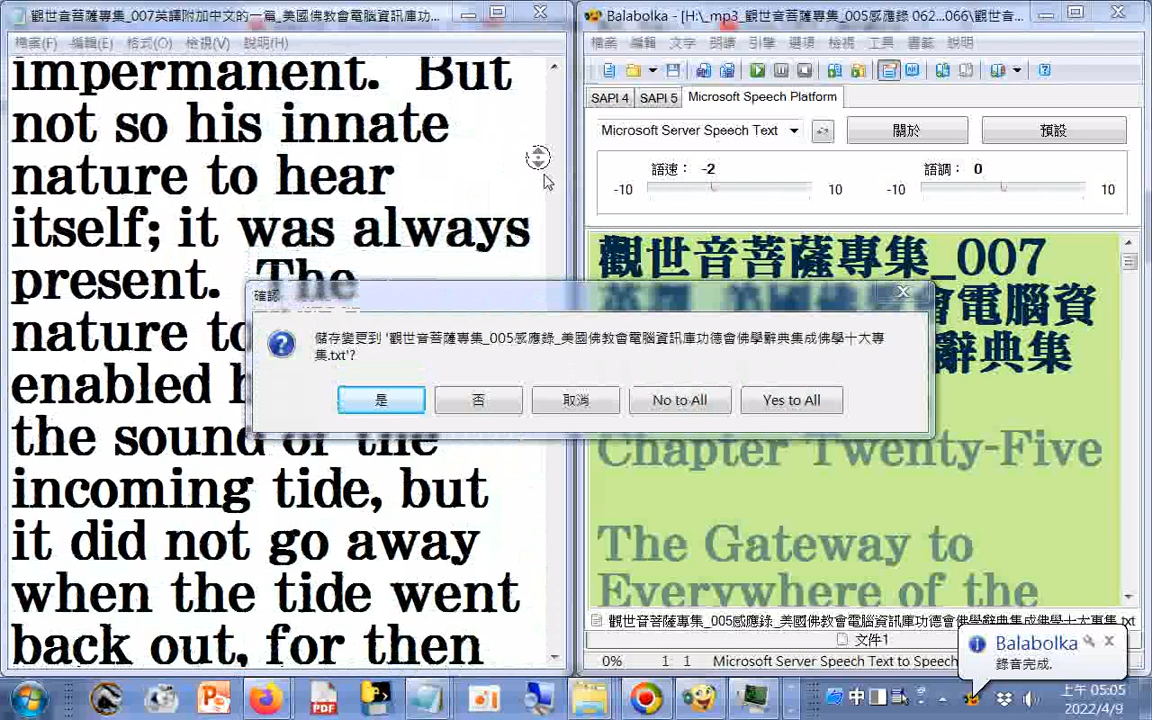 觀世音菩薩專集_007英譯附加中文的一篇_美國佛教會電腦資訊庫功...
檔案(F) 編輯(E) 格式(O) 檢視(V) 說明(H)
impermanent. But
not so his innate
nature to hear
itself; it was always
present. The
nature to
enabled h
the sound of the
incoming tide, but
it did not go away
when the tide went
back out, for then
Balabolka - [H:\_mp3_觀世音菩薩專集_005感應錄 062...066\觀世音...
檔案 編輯 文字 朗讀 引擎 選項 檢視 工具 書籤 說明
SAPI 4 SAPI 5 Microsoft Speech Platform
Microsoft Server Speech Text 關於 預設
語速： -2 語調： 0
-10 10 -10 10
觀世音菩薩專集_007
會電腦資
辭典集
Chapter Twenty-Five
The Gateway to
Everywhere of the
觀世音菩薩專集_005感應錄_美國佛教會電腦資訊庫功德會佛學辭典集成佛學十大專集.txt
文件1
0% 1: 1 Microsoft Server Speech Text to Speech
確認
儲存變更到 '觀世音菩薩專集_005感應錄_美國佛教會電腦資訊庫功德會佛學辭典集成佛學十大專
集.txt'?
是 否 取消 No to All Yes to All
Balabolka
錄音完成.
中
上午 05:05
2022/4/9